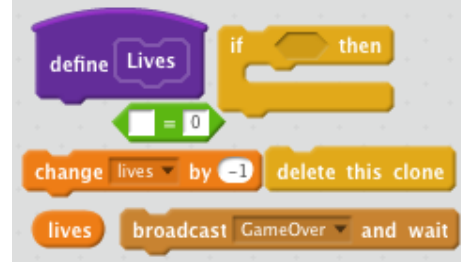 define Lives
if then
= 0
change lives by -1
delete this clone
lives
broadcast GameOver and wait